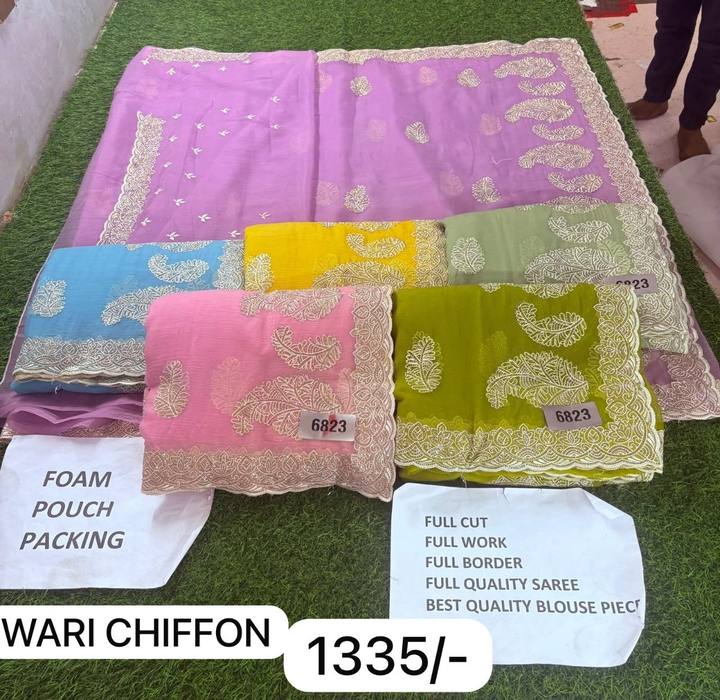 6823
6823
6823
FOAM
POUCH
PACKING
FULL CUT
FULL WORK
FULL BORDER
FULL QUALITY SAREE
BEST QUALITY BLOUSE PIECE
WARI CHIFFON
1335/-